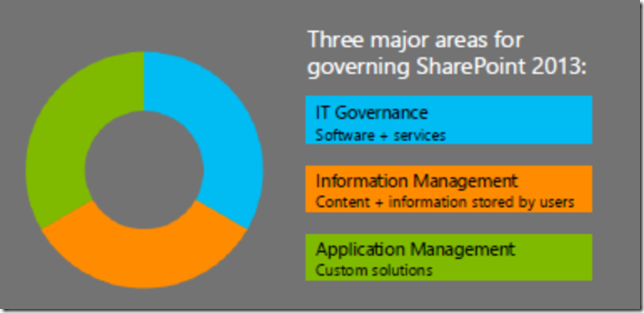 Three major areas for
governing SharePoint 2013:
IT Governance
Software + services
Information Management
Content + information stored by users
Application Management
Custom solutions